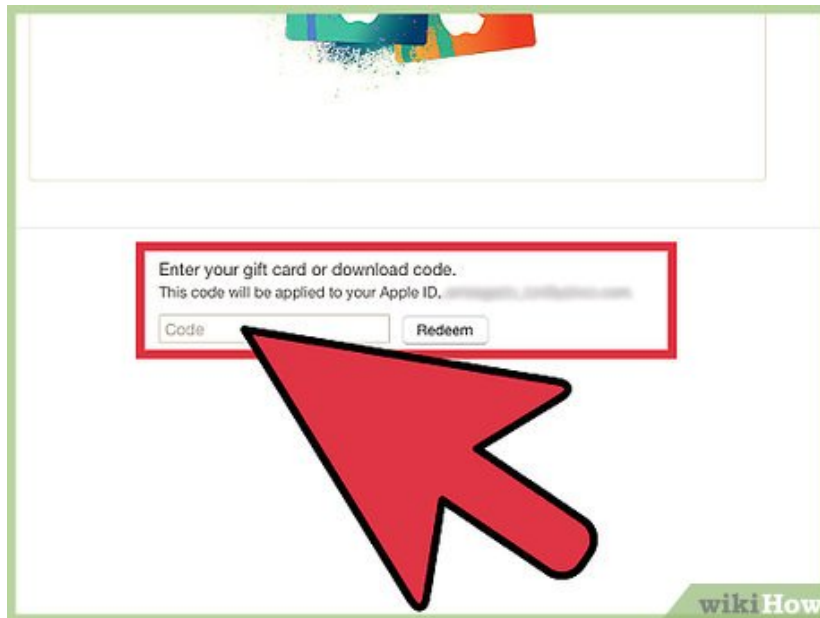 Enter your gift card or download code.
This code will be applied to your Apple ID,
Code
Redeem
wikiHow